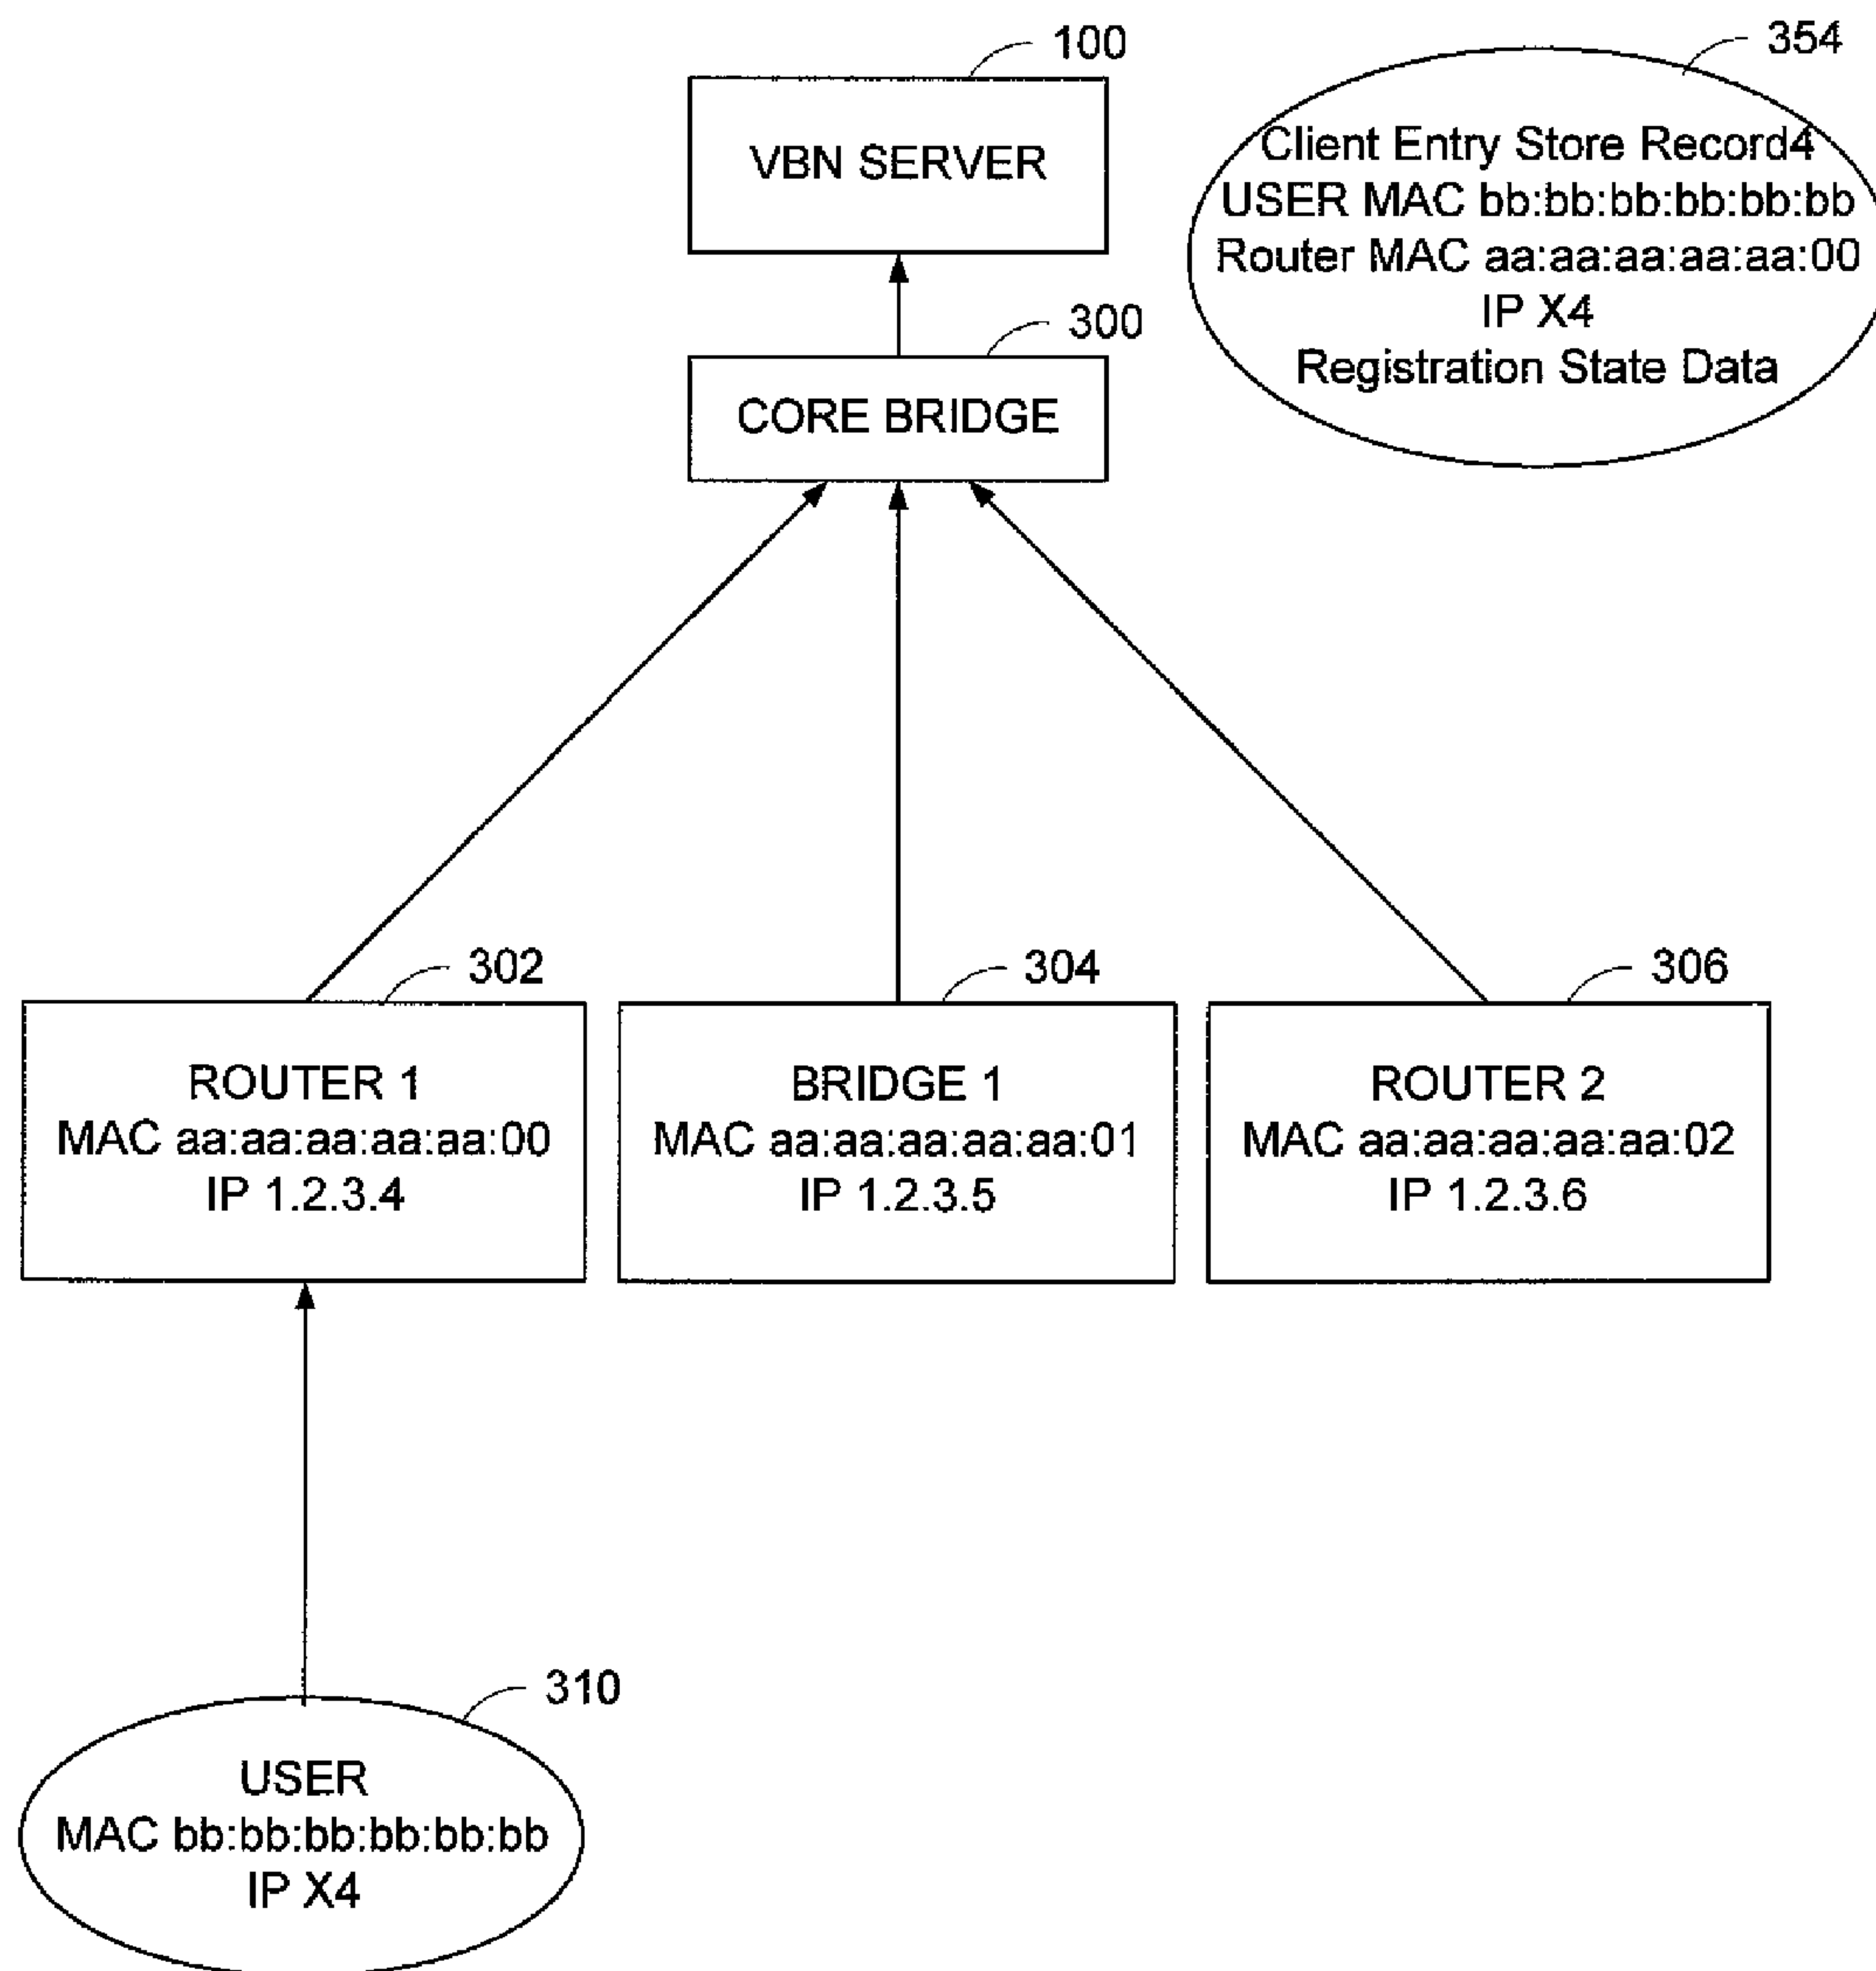 100
VBN SERVER
354
Client Entry Store Record4
USER MAC bb:bb:bb:bb:bb:bb
Router MAC aa:aa:aa:aa:aa:00
IP X4
Registration State Data
300
CORE BRIDGE
302
ROUTER 1
MAC aa:aa:aa:aa:aa:00
IP 1.2.3.4
304
BRIDGE 1
MAC aa:aa:aa:aa:aa:01
IP 1.2.3.5
306
ROUTER 2
MAC aa:aa:aa:aa:aa:02
IP 1.2.3.6
310
USER
MAC bb:bb:bb:bb:bb:bb
IP X4